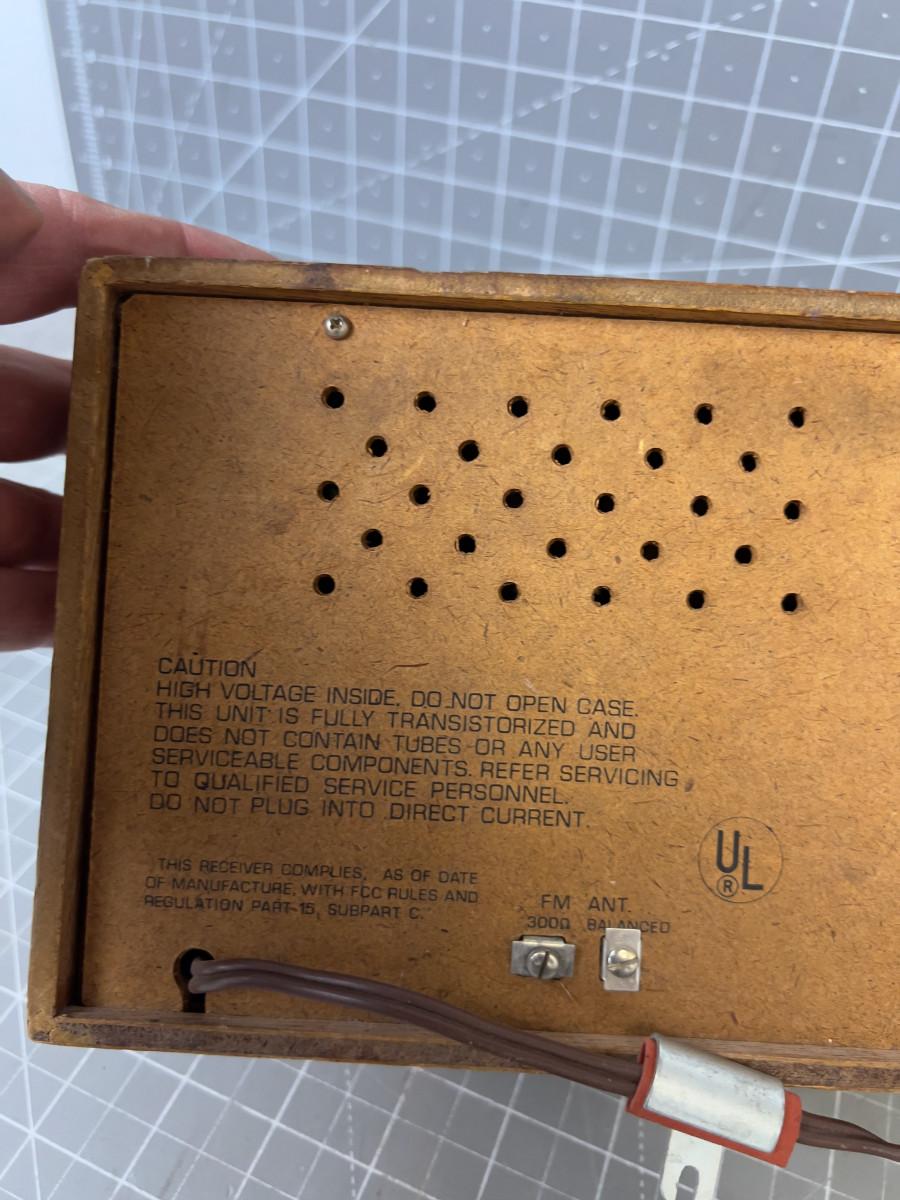 CAUTION
HIGH VOLTAGE INSIDE. DO NOT OPEN CASE.
THIS UNIT IS FULLY TRANSISTORIZED AND
DOES NOT CONTAIN TUBES OR ANY USER
SERVICEABLE COMPONENTS. REFER SERVICING
TO QUALIFIED SERVICE PERSONNEL.
DO NOT PLUG INTO DIRECT CURRENT.
UL
®
THIS RECEIVER COMPLIES, AS OF DATE
OF MANUFACTURE, WITH FCC RULES AND
REGULATION PART-15, SUBPART C.
FM ANT.
300Ω BALANCED